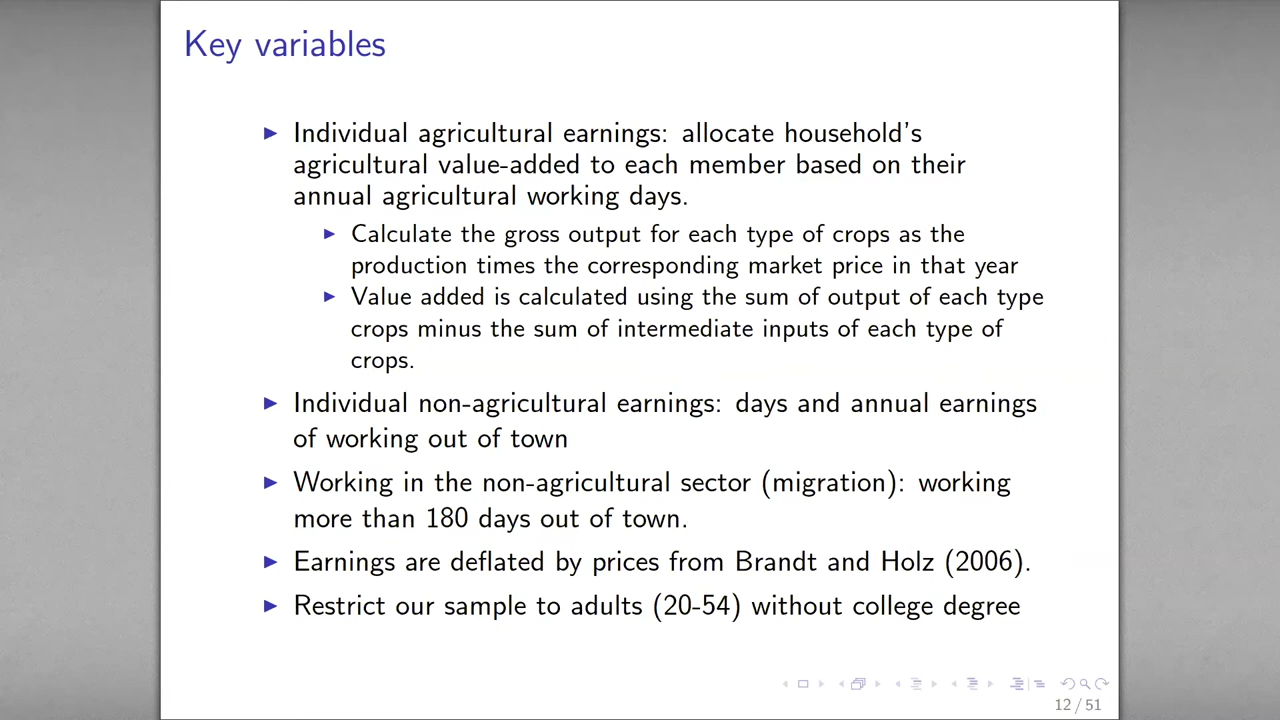 Key variables
Individual agricultural earnings: allocate household's
agricultural value-added to each member based on their
annual agricultural working days.
Calculate the gross output for each type of crops as the
production times the corresponding market price in that year
Value added is calculated using the sum of output of each type
crops minus the sum of intermediate inputs of each type of
crops.
Individual non-agricultural earnings: days and annual earnings
of working out of town
Working in the non-agricultural sector (migration): working
more than 180 days out of town.
Earnings are deflated by prices from Brandt and Holz (2006).
Restrict our sample to adults (20-54) without college degree
12 / 51